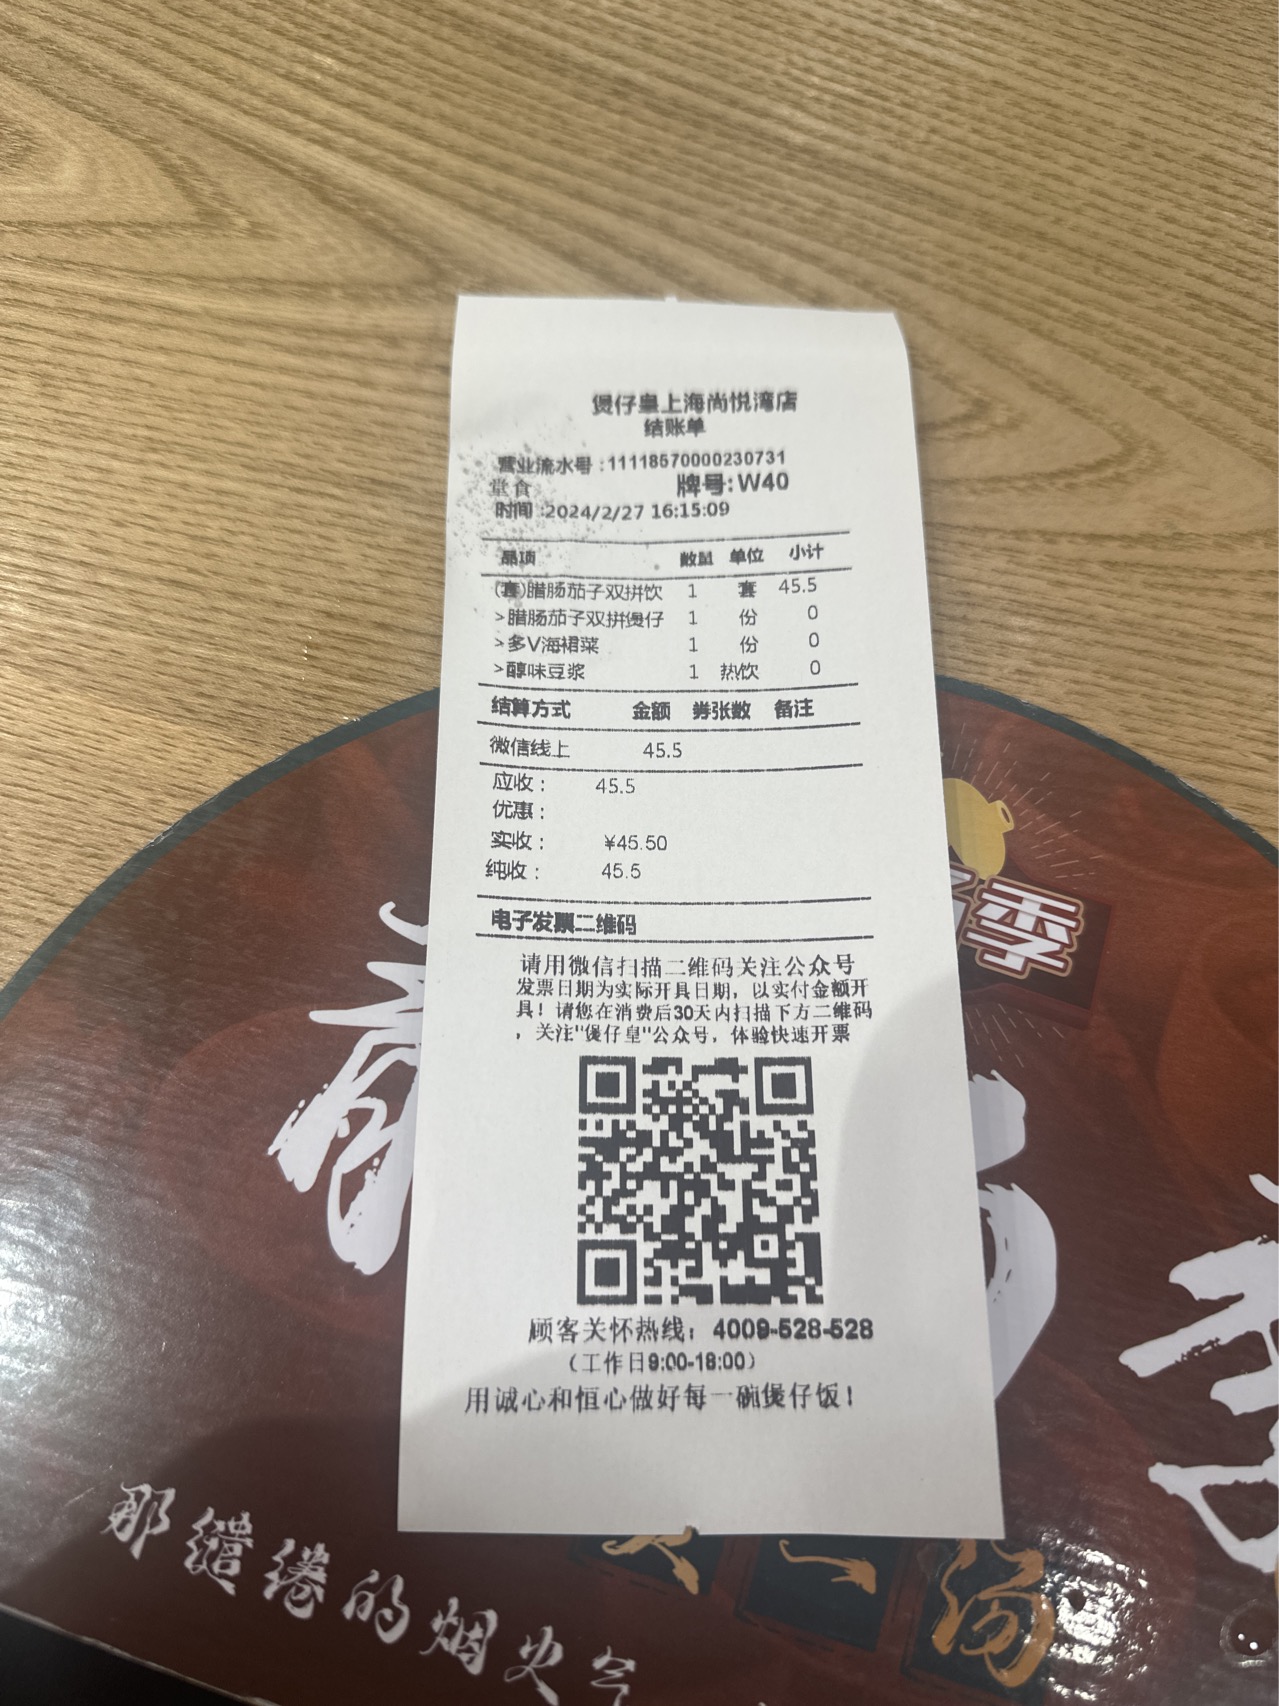 煲仔皇上海尚悦湾店
结账单
营业流水号:11118570000230731
堂食 牌号:W40
时间:2024/2/27 16:15:09
品项 数量 单位 小计
(套)腊肠茄子双拼饮 1 套 45.5
>腊肠茄子双拼煲仔 1 份 0
>多V海裙菜 1 份 0
>醇味豆浆 1 热饮 0
结算方式 金额 券张数 备注
微信线上 45.5
应收: 45.5
优惠:
实收: ¥45.50
纯收: 45.5
电子发票二维码
请用微信扫描二维码关注公众号
发票日期为实际开具日期，以实付金额开
具！请您在消费后30天内扫描下方二维码
，关注"煲仔皇"公众号，体验快速开票
顾客关怀热线：4009-528-528
（工作日9:00-18:00）
用诚心和恒心做好每一碗煲仔饭！
季
那缱绻的烟火气
汤